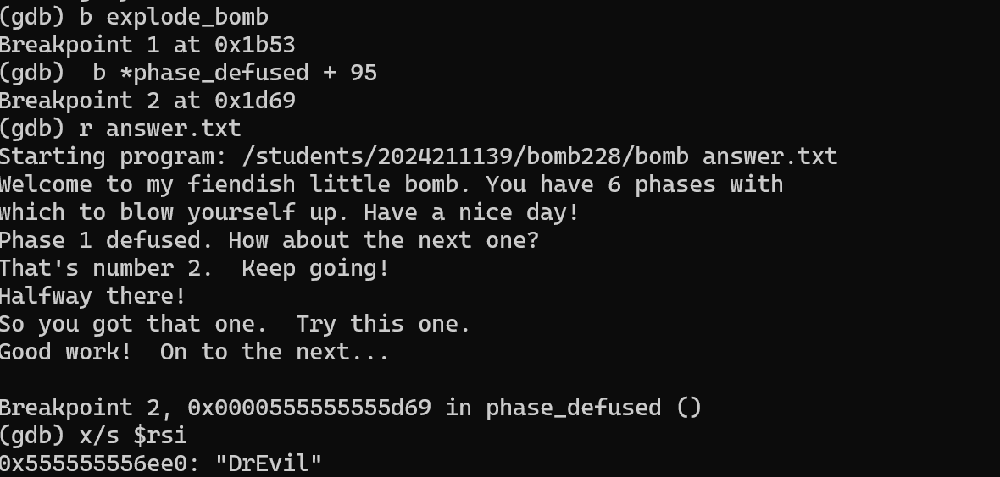 (gdb) b explode_bomb
Breakpoint 1 at 0x1b53
(gdb)  b *phase_defused + 95
Breakpoint 2 at 0x1d69
(gdb) r answer.txt
Starting program: /students/2024211139/bomb228/bomb answer.txt
Welcome to my fiendish little bomb. You have 6 phases with
which to blow yourself up. Have a nice day!
Phase 1 defused. How about the next one?
That's number 2.  Keep going!
Halfway there!
So you got that one.  Try this one.
Good work!  On to the next...
Breakpoint 2, 0x0000555555555d69 in phase_defused ()
(gdb) x/s $rsi
0x555555556ee0: "DrEvil"